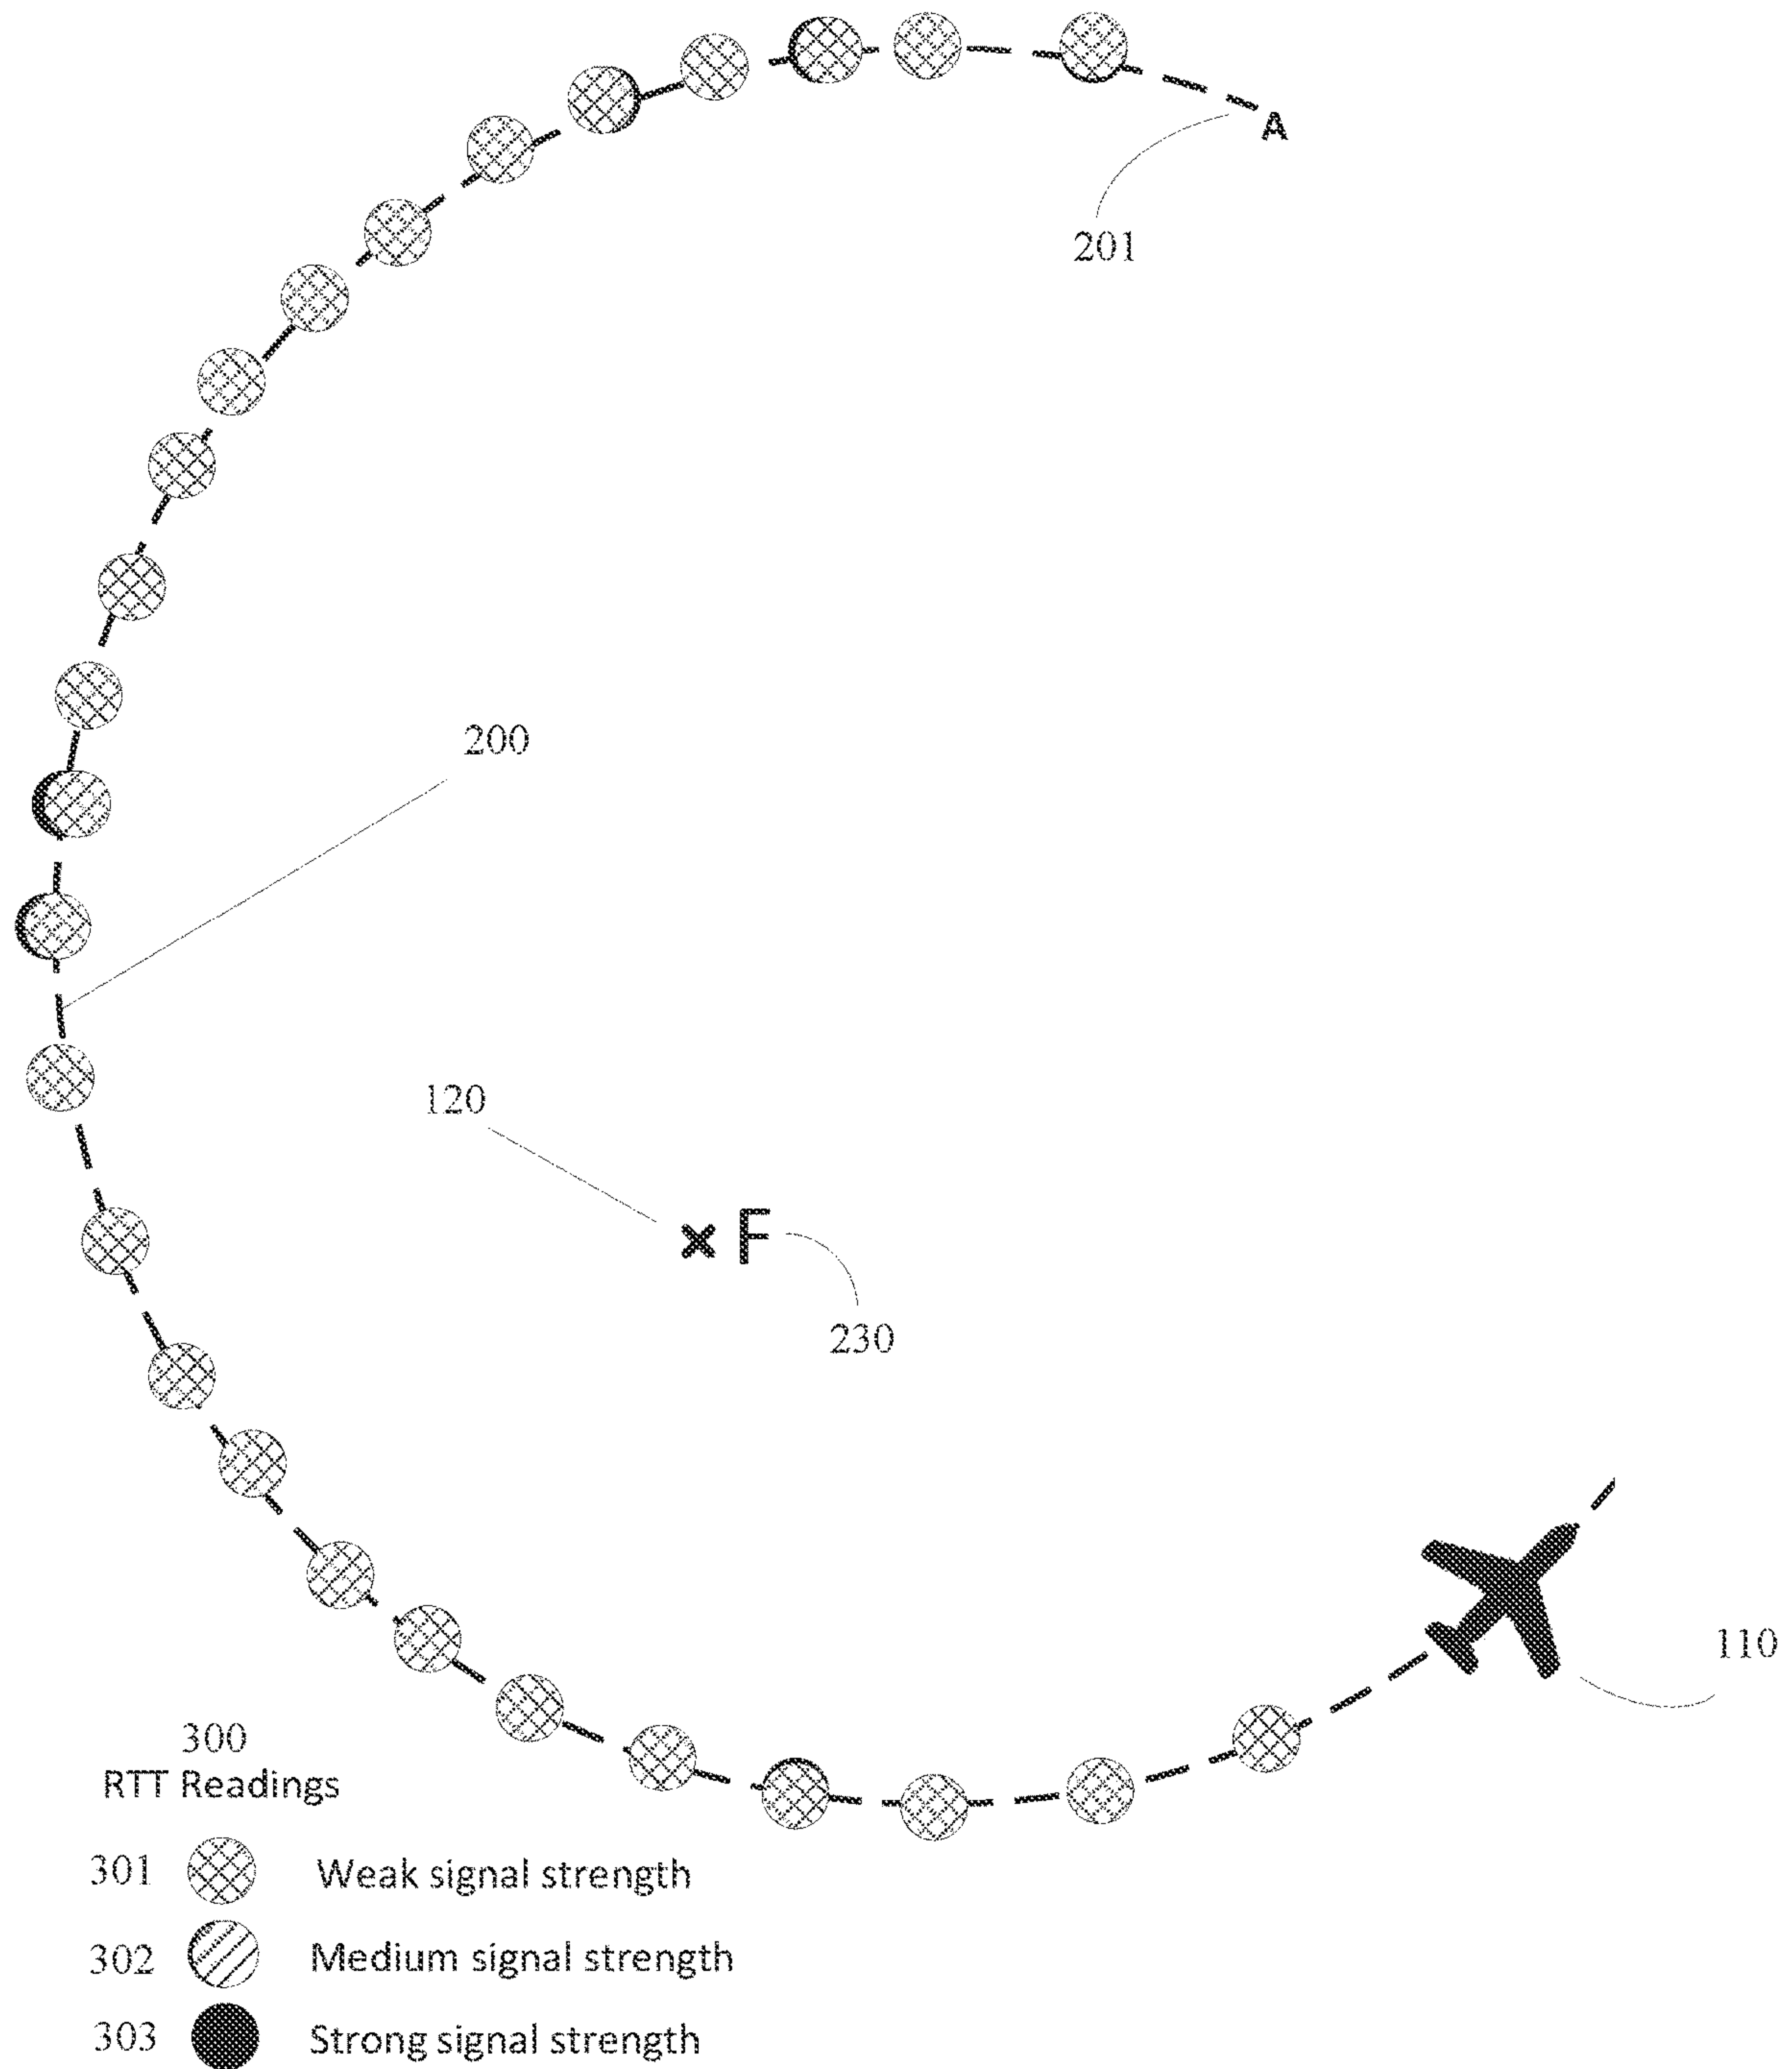 A
201
200
120
F
230
110
300
RTT Readings
301 Weak signal strength
302 Medium signal strength
303 Strong signal strength